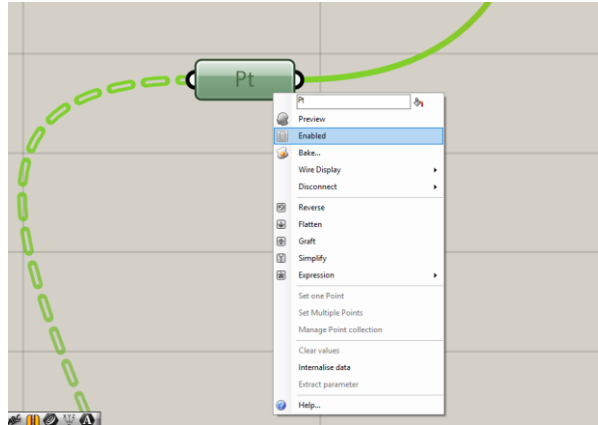 Pt
Pt
Preview
Enabled
Bake...
Wire Display
Disconnect
Reverse
Flatten
Graft
Simplify
Expression
Set one Point
Set Multiple Points
Manage Point collection
Clear values
Internalise data
Extract parameter
Help...
A